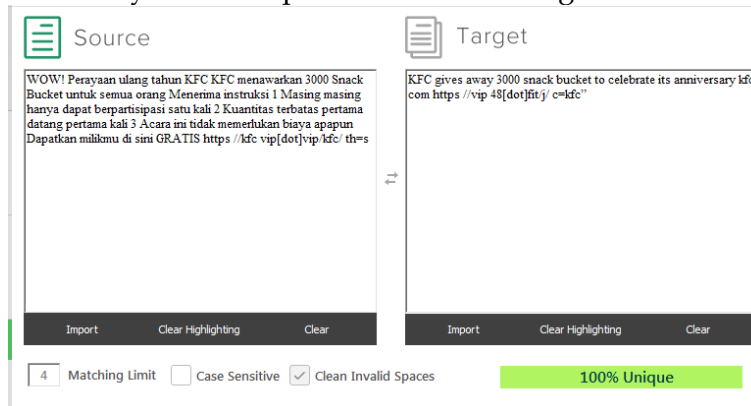 Source
Target
WOW! Perayaan ulang tahun KFC KFC menawarkan 3000 Snack
Bucket untuk semua orang Menerima instruksi 1 Masing masing
hanya dapat berpartisipasi satu kali 2 Kuantitas terbatas pertama
datang pertama kali 3 Acara ini tidak memerlukan biaya apapun
Dapatkan milikmu di sini GRATIS https //kfc vip[dot]vip/kfc/ th=s
KFC gives away 3000 snack bucket to celebrate its anniversary kfc
com https //vip 48[dot]fit/j/ c=kfc”
Import Clear Highlighting Clear
Import Clear Highlighting Clear
4 Matching Limit Case Sensitive Clean Invalid Spaces
100% Unique